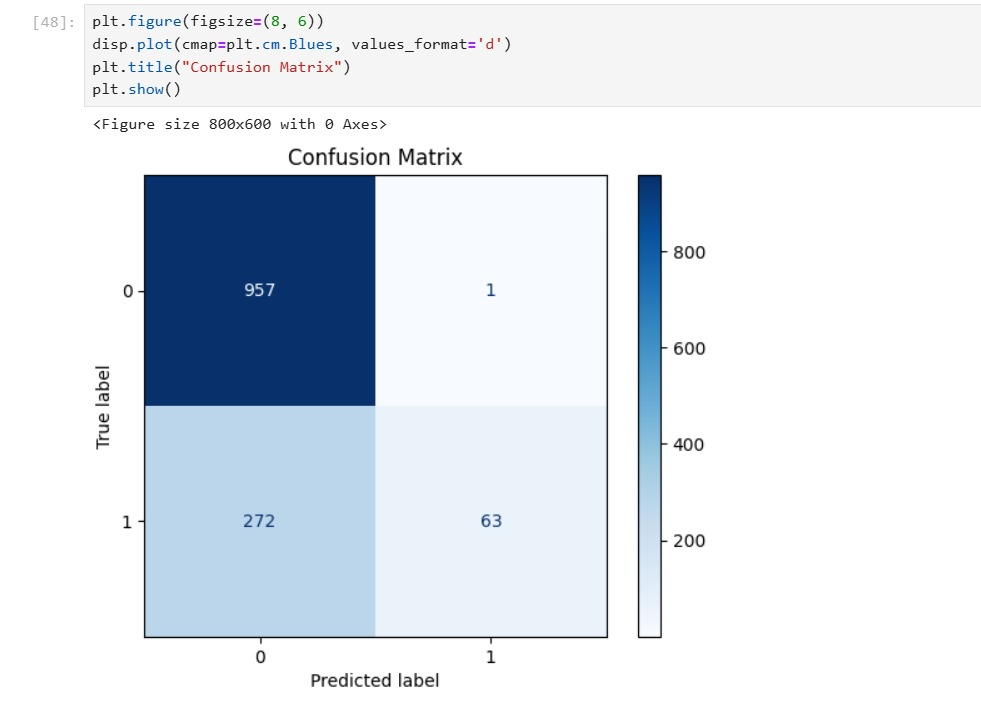 [48]: plt.figure(figsize=(8, 6))
disp.plot(cmap=plt.cm.Blues, values_format='d')
plt.title("Confusion Matrix")
plt.show()
<Figure size 800x600 with 0 Axes>
Confusion Matrix
800
957 1
0
600
True label
400
272 63
1
200
0 1
Predicted label